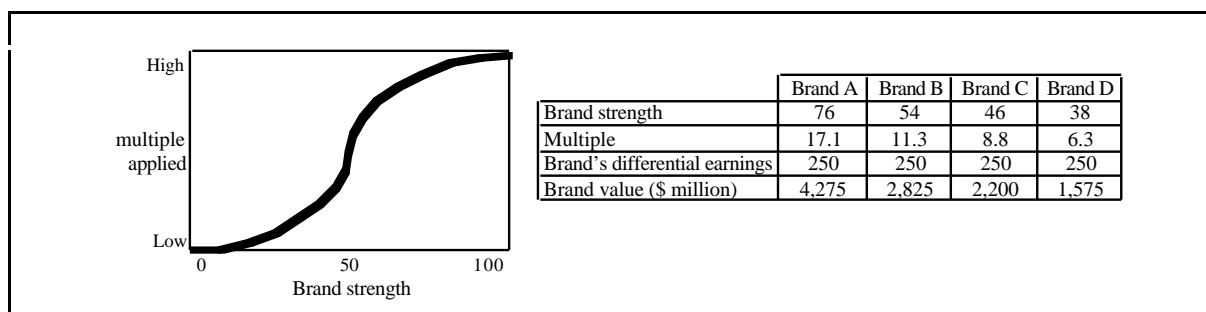 High
multiple
applied
Low
0 50 100
Brand strength
Brand A Brand B Brand C Brand D
Brand strength 76 54 46 38
Multiple 17.1 11.3 8.8 6.3
Brand’s differential earnings 250 250 250 250
Brand value ($ million) 4,275 2,825 2,200 1,575